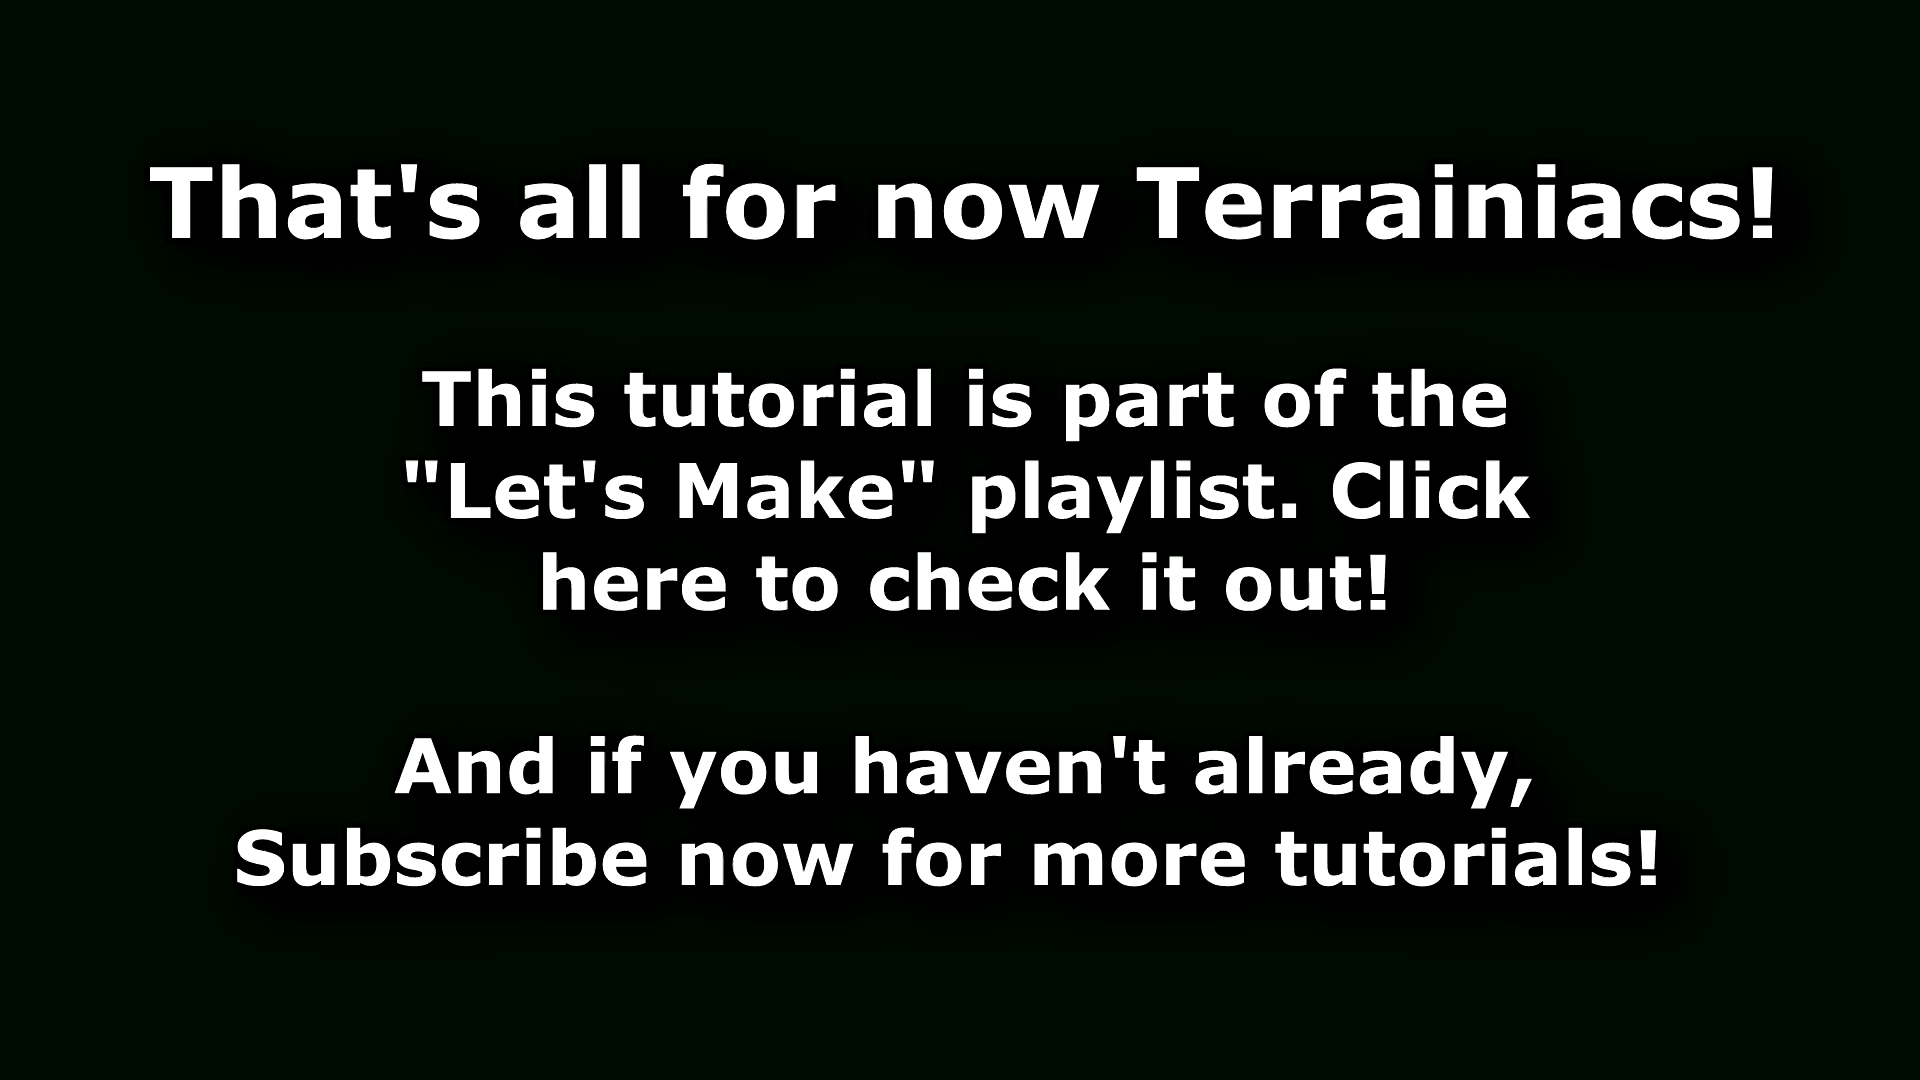 That's all for now Terrainiacs!
This tutorial is part of the
"Let's Make" playlist. Click
here to check it out!
And if you haven't already,
Subscribe now for more tutorials!